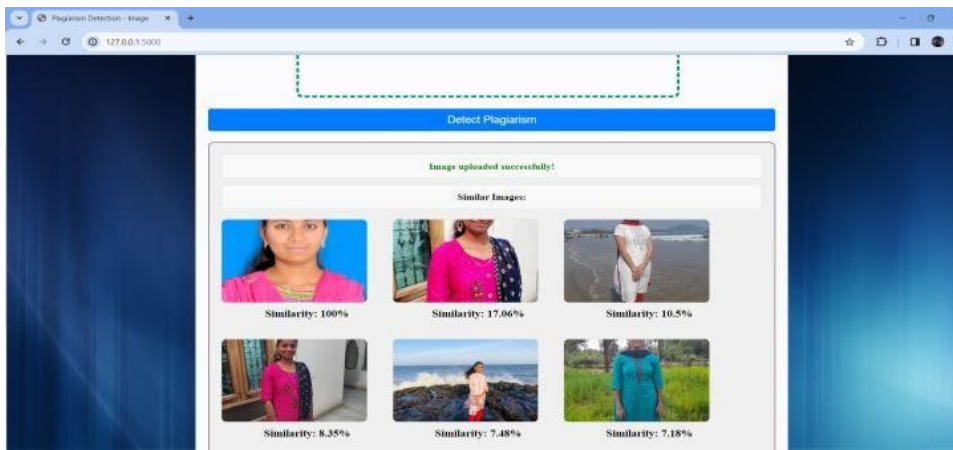 Plagiarism Detection - Image
127.0.0.1:5000
Detect Plagiarism
Image uploaded successfully!
Similar Images:
Similarity: 100% Similarity: 17.06% Similarity: 10.5%
Similarity: 8.35% Similarity: 7.48% Similarity: 7.18%